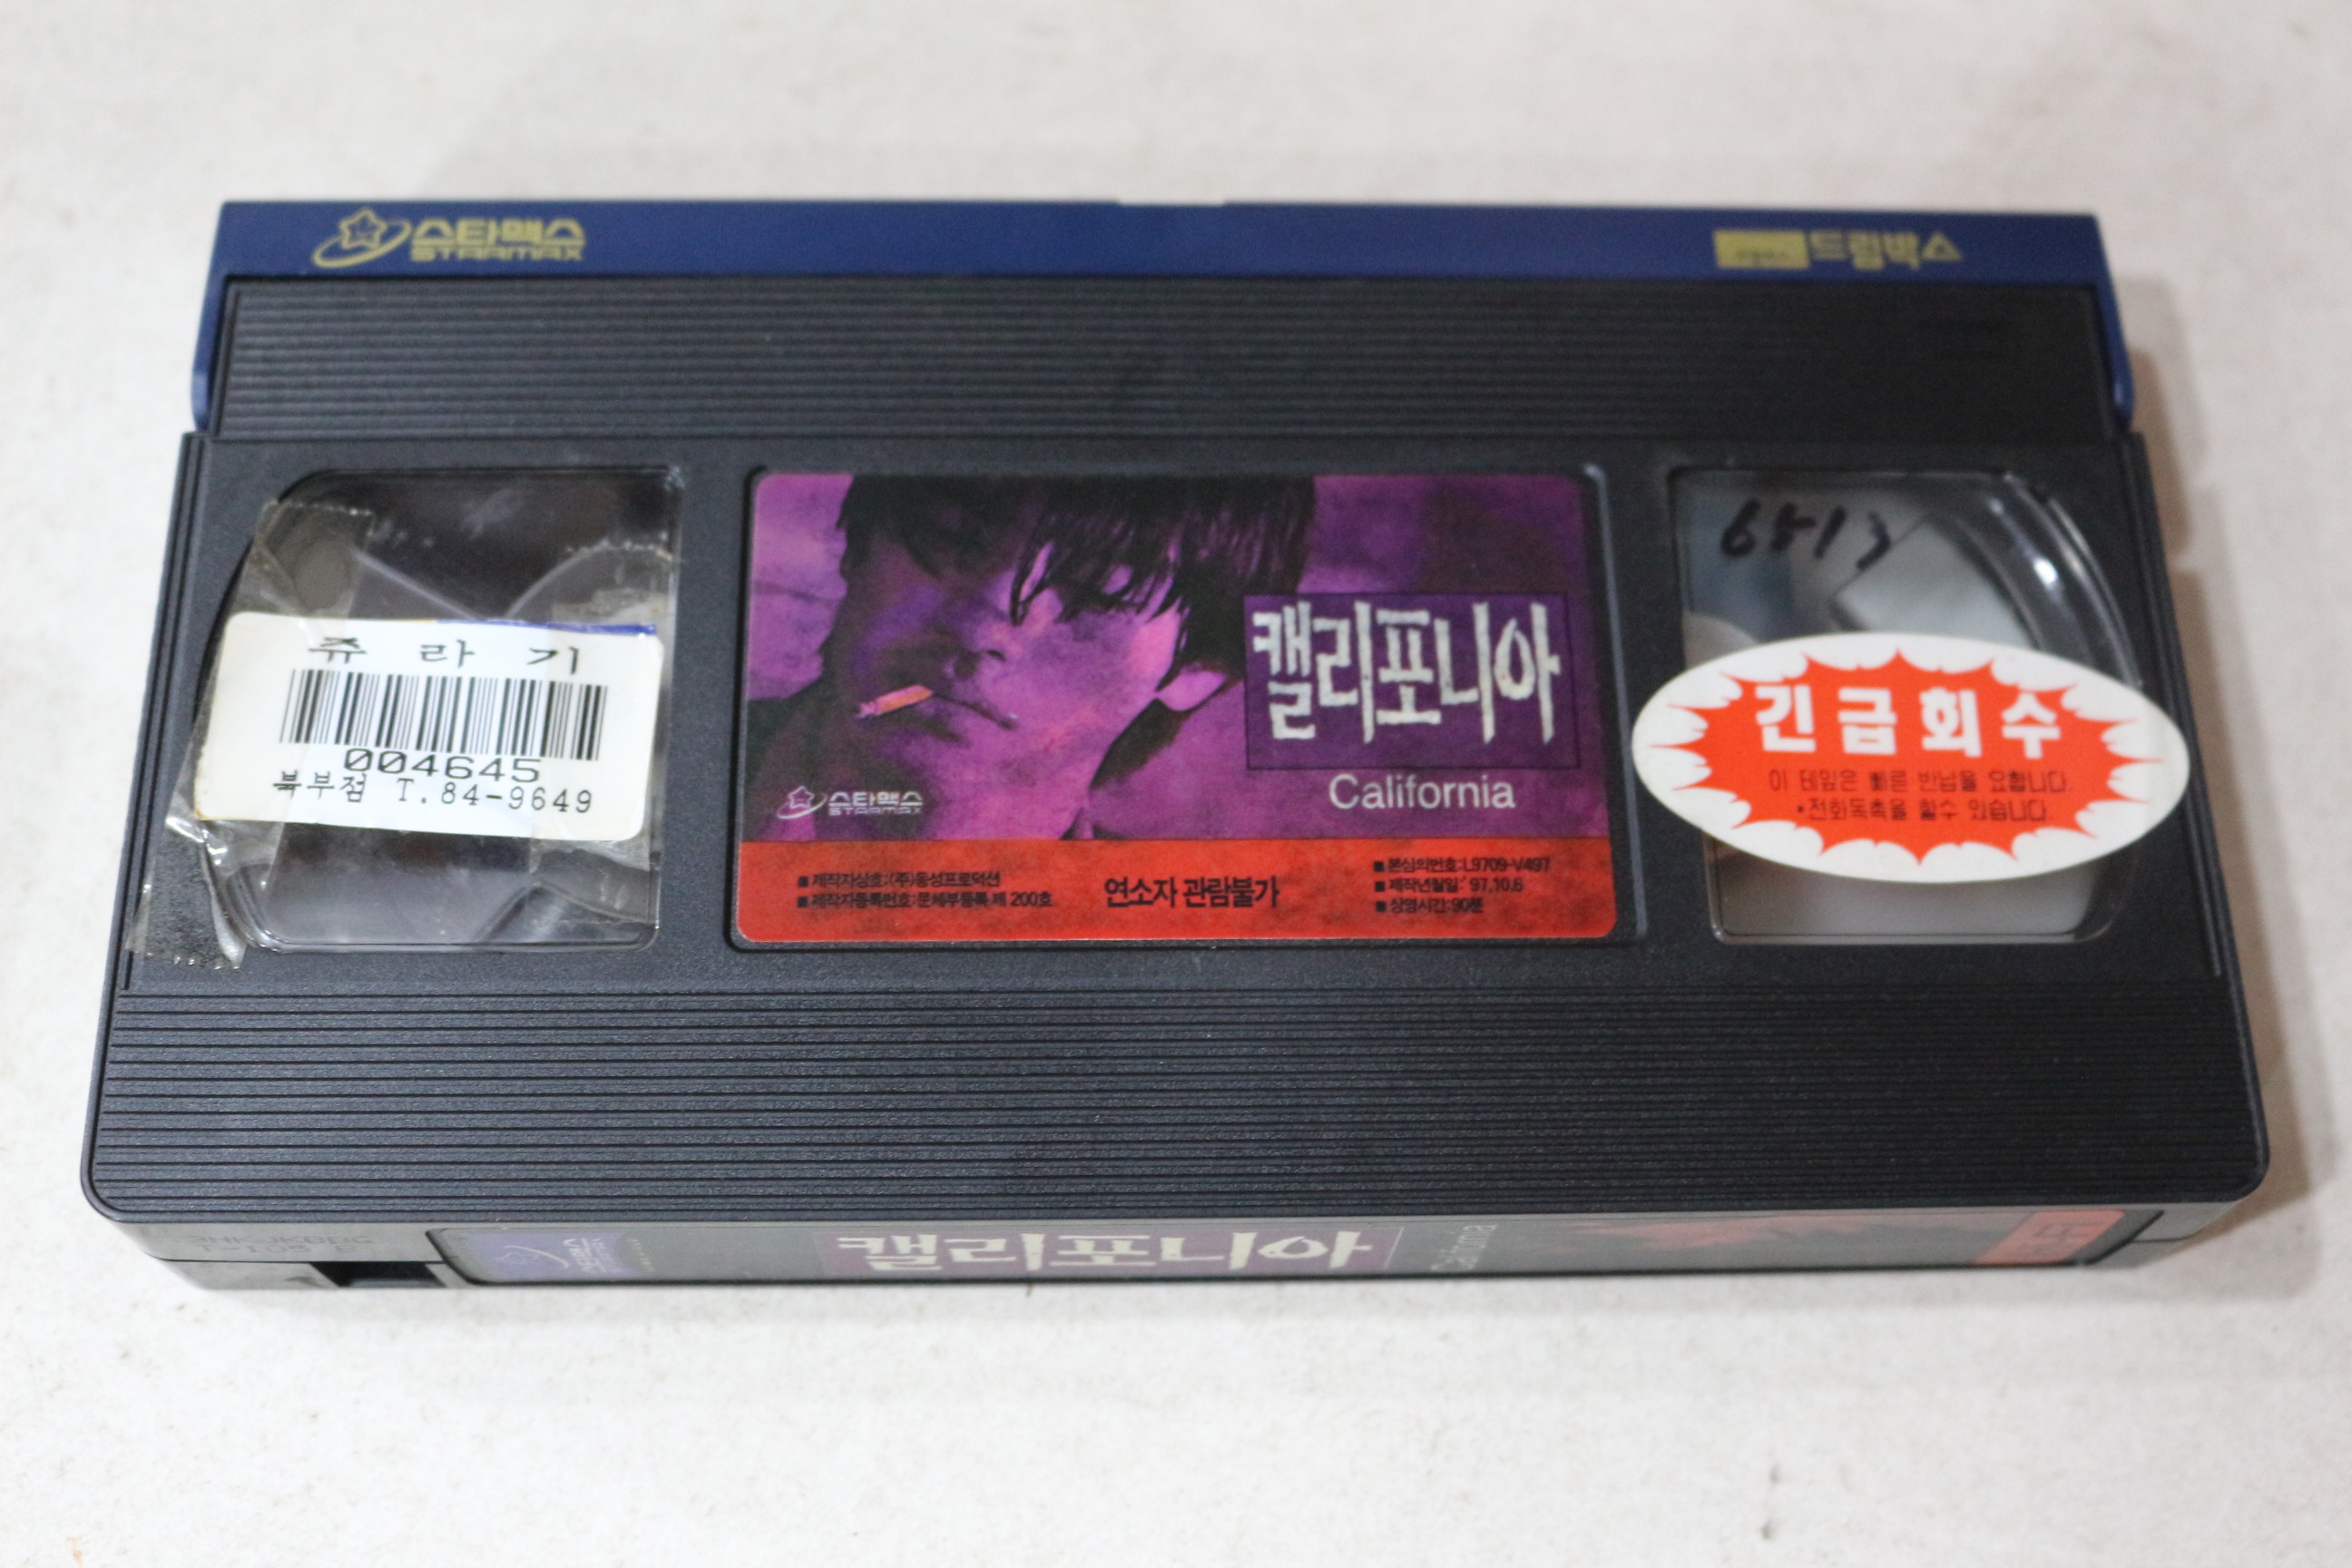 스타맥스
STARMAX
드림박스
쥬라기
004645
북부점 T.84-9649
캘리포니아
California
스타맥스
STARMAX
■ 제작자상호:(주)동성프로덕션
■ 제작자등록번호:문체부등록 제 200호
연소자 관람불가
■ 본심의번호:L9709-V497
■ 제작년월일:'97.10.6
■ 상영시간:90분
긴급회수
이 테잎은 빠른 반납을 요합니다.
•전화독촉을 할수 있습니다.
캘리포니아
California